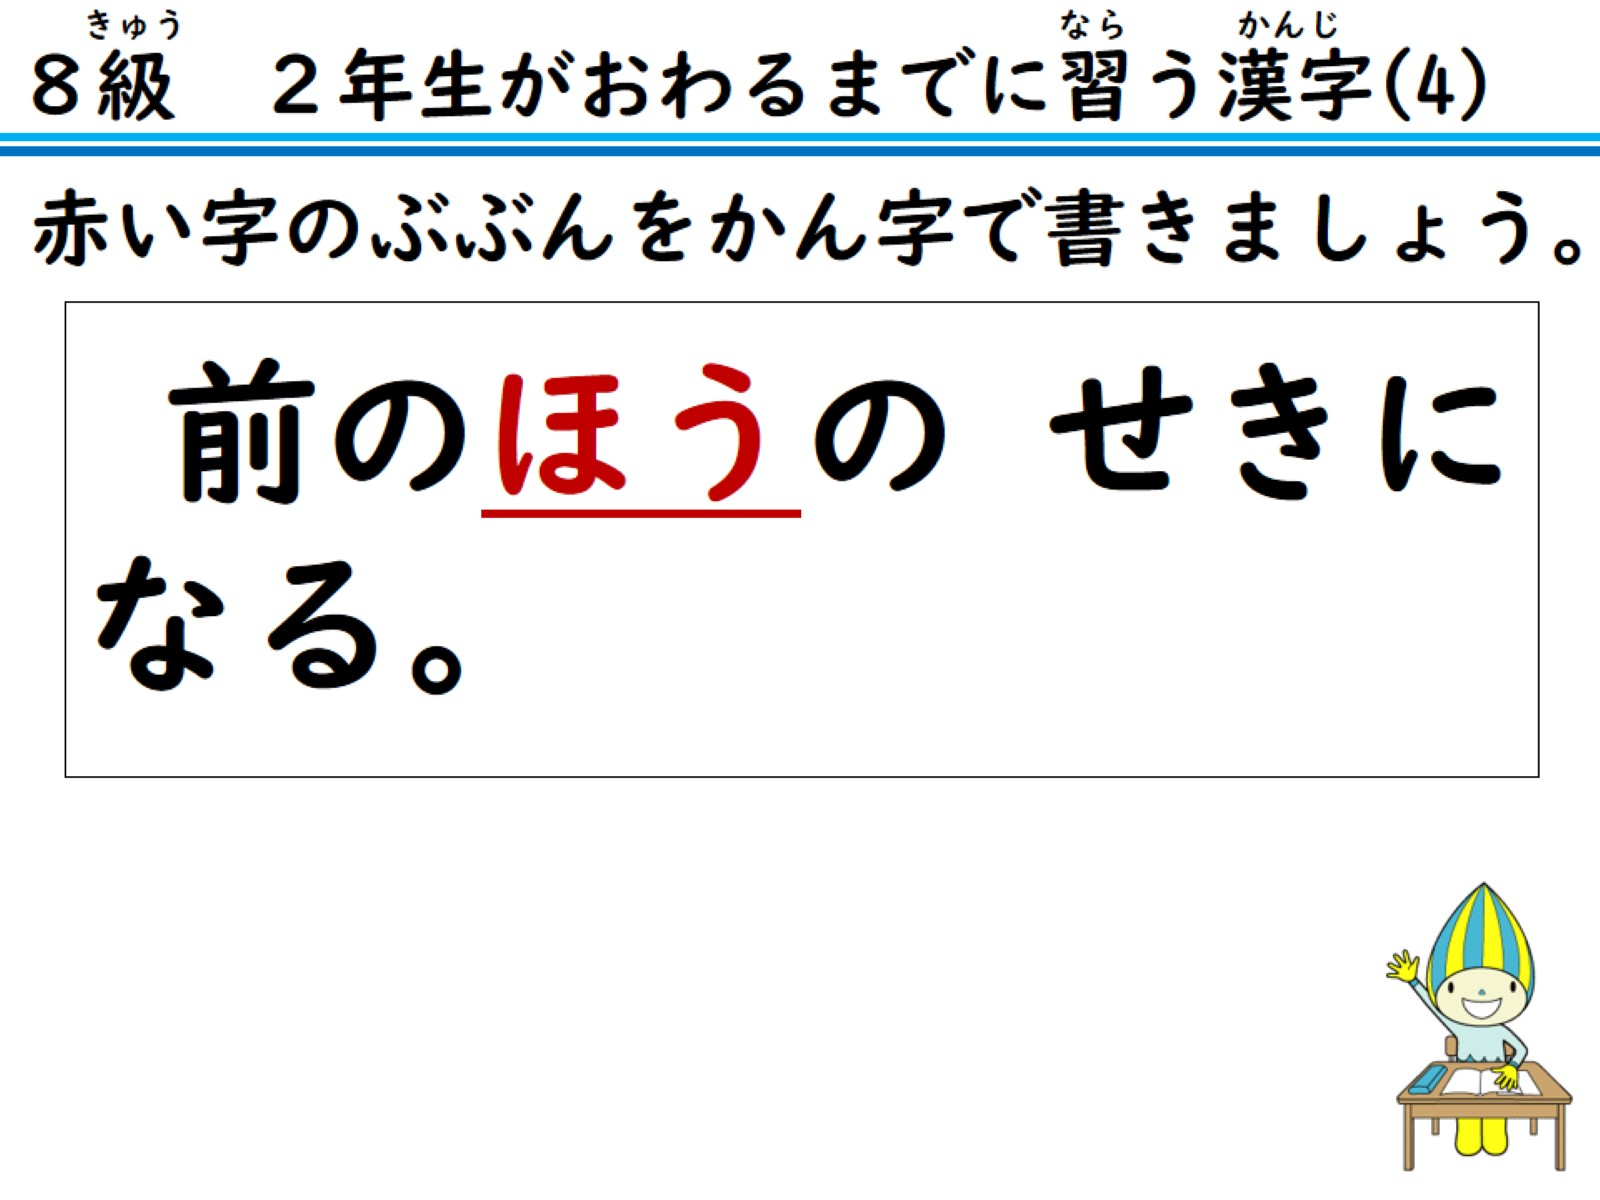 きゅう なら かんじ
８級　２年生がおわるまでに習う漢字(4)
赤い字のぶぶんをかん字で書きましょう。
前のほうの せきに
なる。